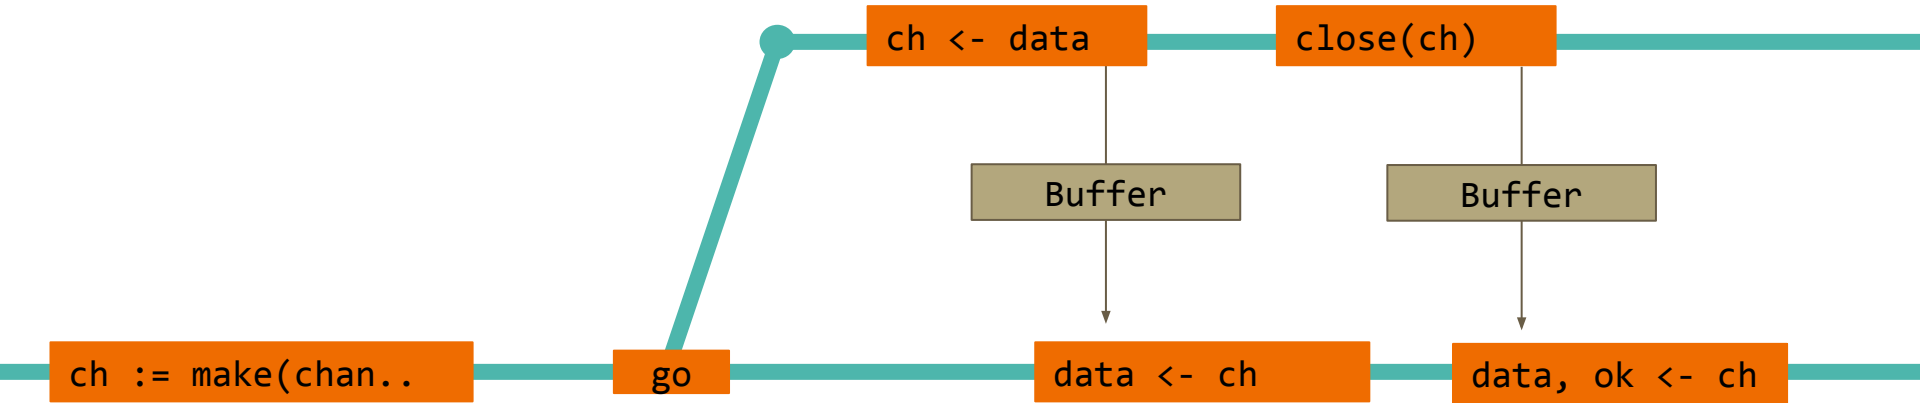 ch <- data
close(ch)
Buffer
Buffer
ch := make(chan..
go
data <- ch
data, ok <- ch